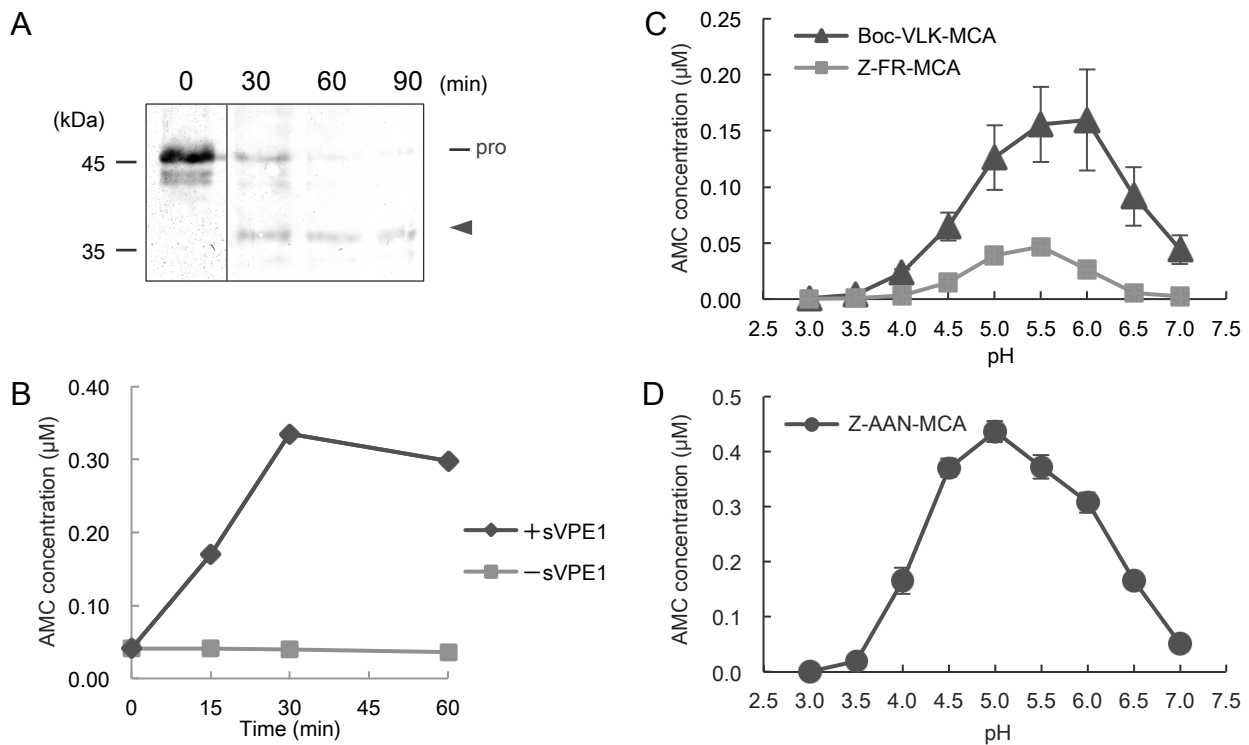 A
0 30 60 90 (min)
(kDa)
45
pro
35
B
AMC concentration (µM)
0.40
0.30
0.20
0.10
0.00
0 15 30 45 60
Time (min)
+sVPE1
−sVPE1
C
AMC concentration (µM)
0.25
0.20
0.15
0.10
0.05
0.00
Boc-VLK-MCA
Z-FR-MCA
2.5 3.0 3.5 4.0 4.5 5.0 5.5 6.0 6.5 7.0 7.5
pH
D
AMC concentration (µM)
0.5
0.4
0.3
0.2
0.1
0.0
Z-AAN-MCA
2.5 3.0 3.5 4.0 4.5 5.0 5.5 6.0 6.5 7.0 7.5
pH